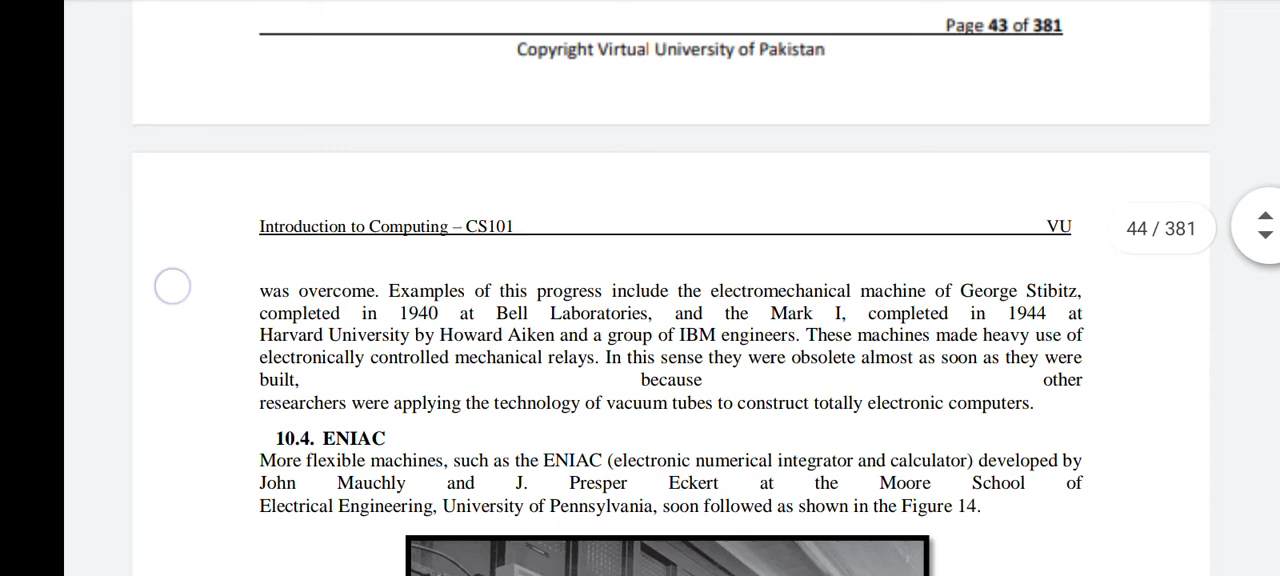 Page 43 of 381
Copyright Virtual University of Pakistan
Introduction to Computing – CS101 VU
44 / 381
was overcome. Examples of this progress include the electromechanical machine of George Stibitz,
completed in 1940 at Bell Laboratories, and the Mark I, completed in 1944 at
Harvard University by Howard Aiken and a group of IBM engineers. These machines made heavy use of
electronically controlled mechanical relays. In this sense they were obsolete almost as soon as they were
built, because other
researchers were applying the technology of vacuum tubes to construct totally electronic computers.
10.4. ENIAC
More flexible machines, such as the ENIAC (electronic numerical integrator and calculator) developed by
John Mauchly and J. Presper Eckert at the Moore School of
Electrical Engineering, University of Pennsylvania, soon followed as shown in the Figure 14.